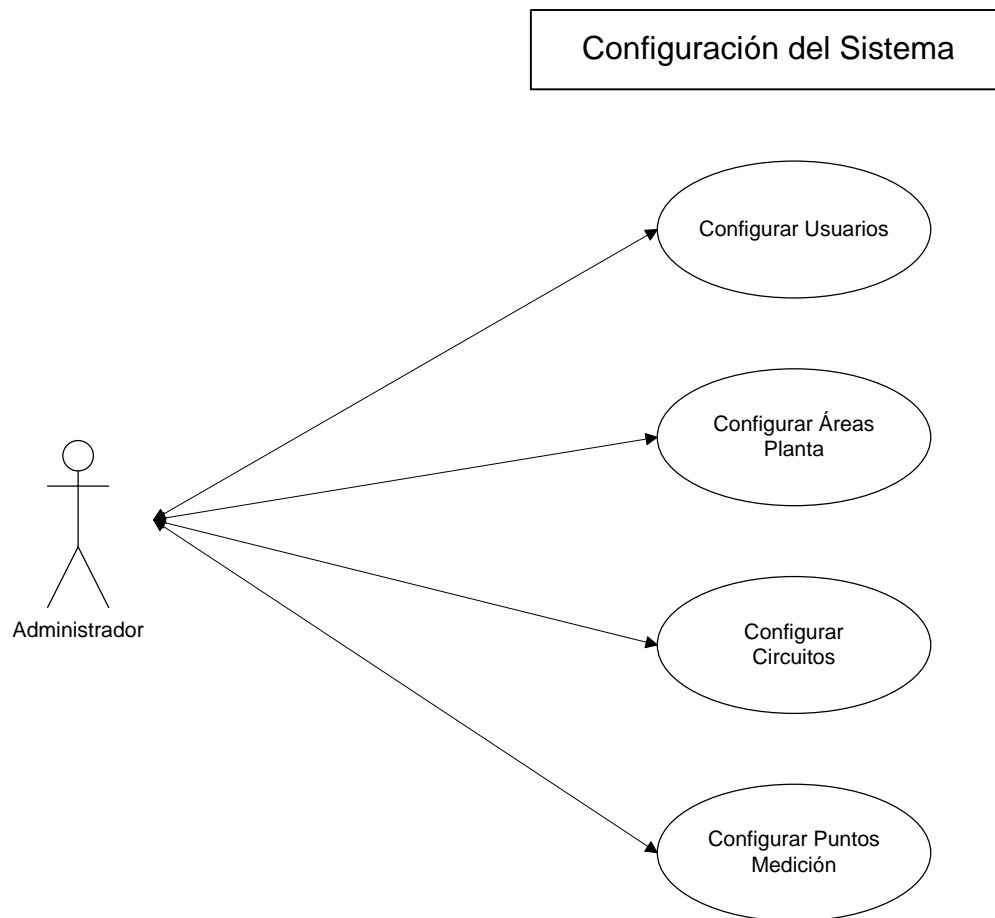 Configuración del Sistema
Configurar Usuarios
Configurar Áreas
Planta
Administrador
Configurar
Circuitos
Configurar Puntos
Medición